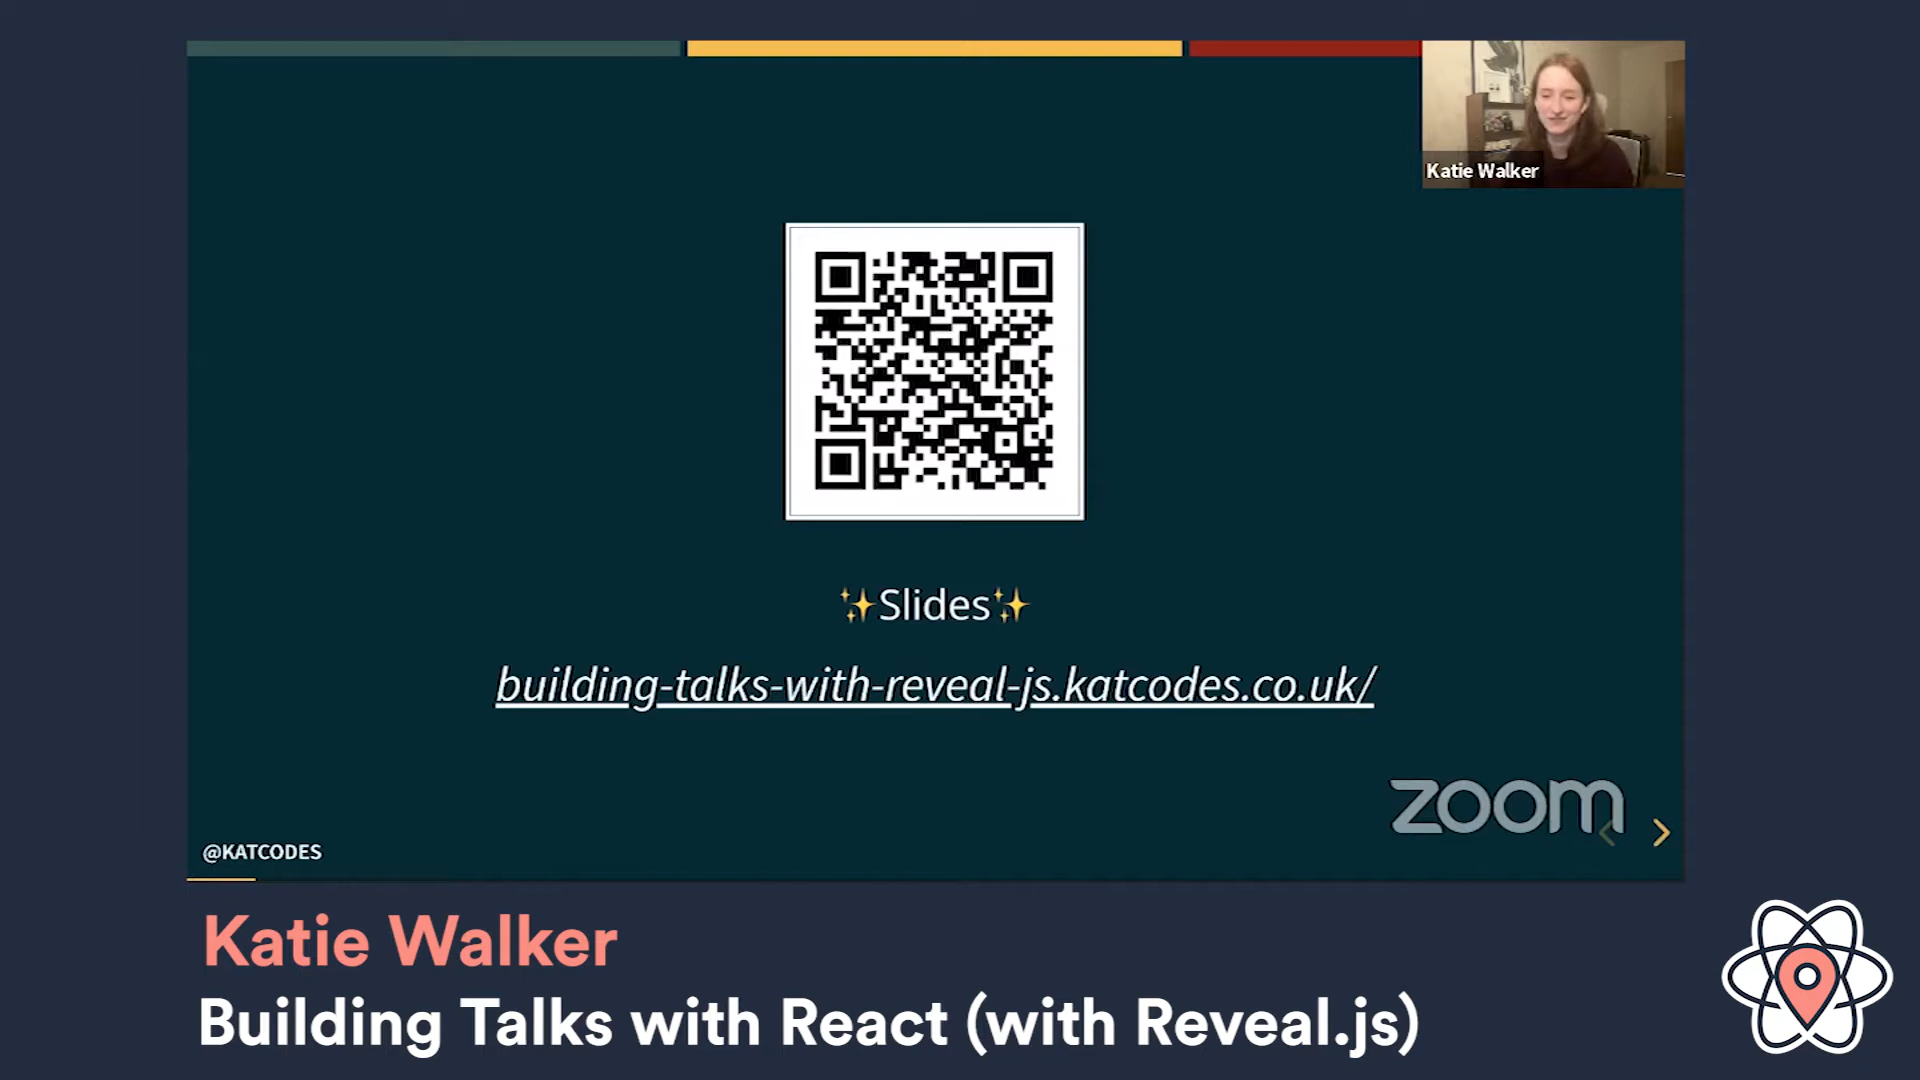 Katie Walker
✨Slides✨
building-talks-with-reveal-js.katcodes.co.uk/
zoom
@KATCODES
Katie Walker
Building Talks with React (with Reveal.js)